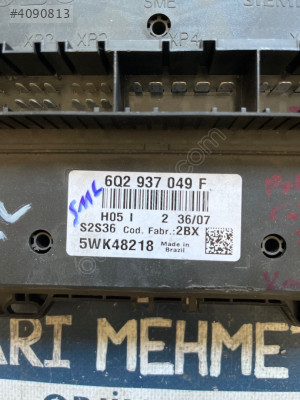 #4090813
SME
XP2
XP4
SML
6Q2 937 049 F
H05 I 2 36/07
S2S36 Cod. Fabr.:2BX
5WK48218 Made in Brazil
ARI MEHMET